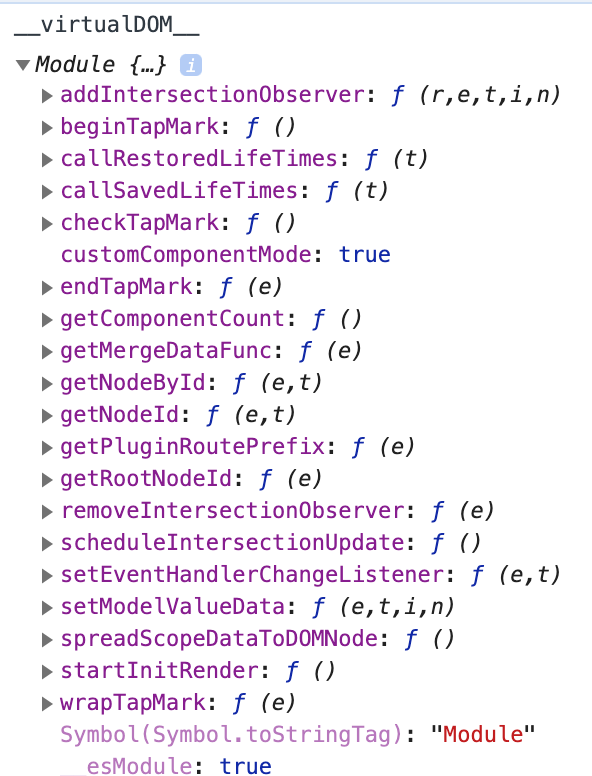 __virtualDOM__
▼Module {…} i
▶addIntersectionObserver: ƒ (r,e,t,i,n)
▶beginTapMark: ƒ ()
▶callRestoredLifeTimes: ƒ (t)
▶callSavedLifeTimes: ƒ (t)
▶checkTapMark: ƒ ()
customComponentMode: true
▶endTapMark: ƒ (e)
▶getComponentCount: ƒ ()
▶getMergeDataFunc: ƒ (e)
▶getNodeById: ƒ (e,t)
▶getNodeId: ƒ (e,t)
▶getPluginRoutePrefix: ƒ (e)
▶getRootNodeId: ƒ (e)
▶removeIntersectionObserver: ƒ (e)
▶scheduleIntersectionUpdate: ƒ ()
▶setEventHandlerChangeListener: ƒ (e,t)
▶setModelValueData: ƒ (e,t,i,n)
▶spreadScopeDataToDOMNode: ƒ ()
▶startInitRender: ƒ ()
▶wrapTapMark: ƒ (e)
Symbol(Symbol.toStringTag): "Module"
__esModule: true